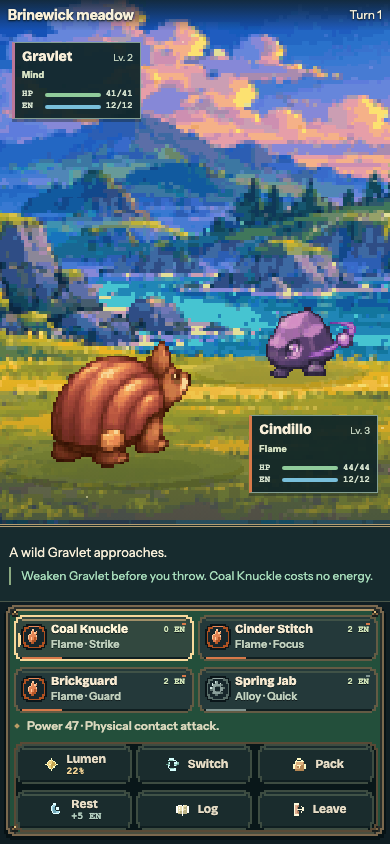 Brinewick meadow
Turn 1
Gravlet Lv. 2
Mind
HP 41/41
EN 12/12
Cindillo Lv. 3
Flame
HP 44/44
EN 12/12
A wild Gravlet approaches.
Weaken Gravlet before you throw. Coal Knuckle costs no energy.
Coal Knuckle 0 EN
Flame·Strike
Cinder Stitch 2 EN
Flame·Focus
Brickguard 2 EN
Flame·Guard
Spring Jab 2 EN
Alloy·Quick
Power 47·Physical contact attack.
Lumen
22%
Switch
Pack
Rest
+5 EN
Log
Leave